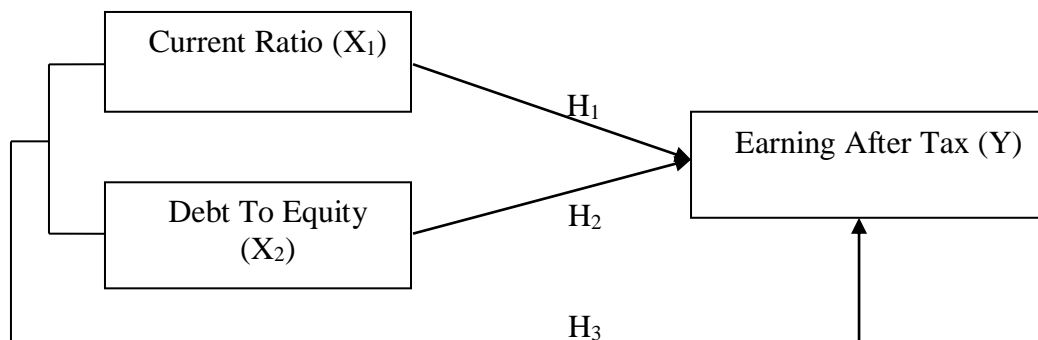 Current Ratio (X₁)
H₁
Earning After Tax (Y)
Debt To Equity
(X₂)
H₂
H₃